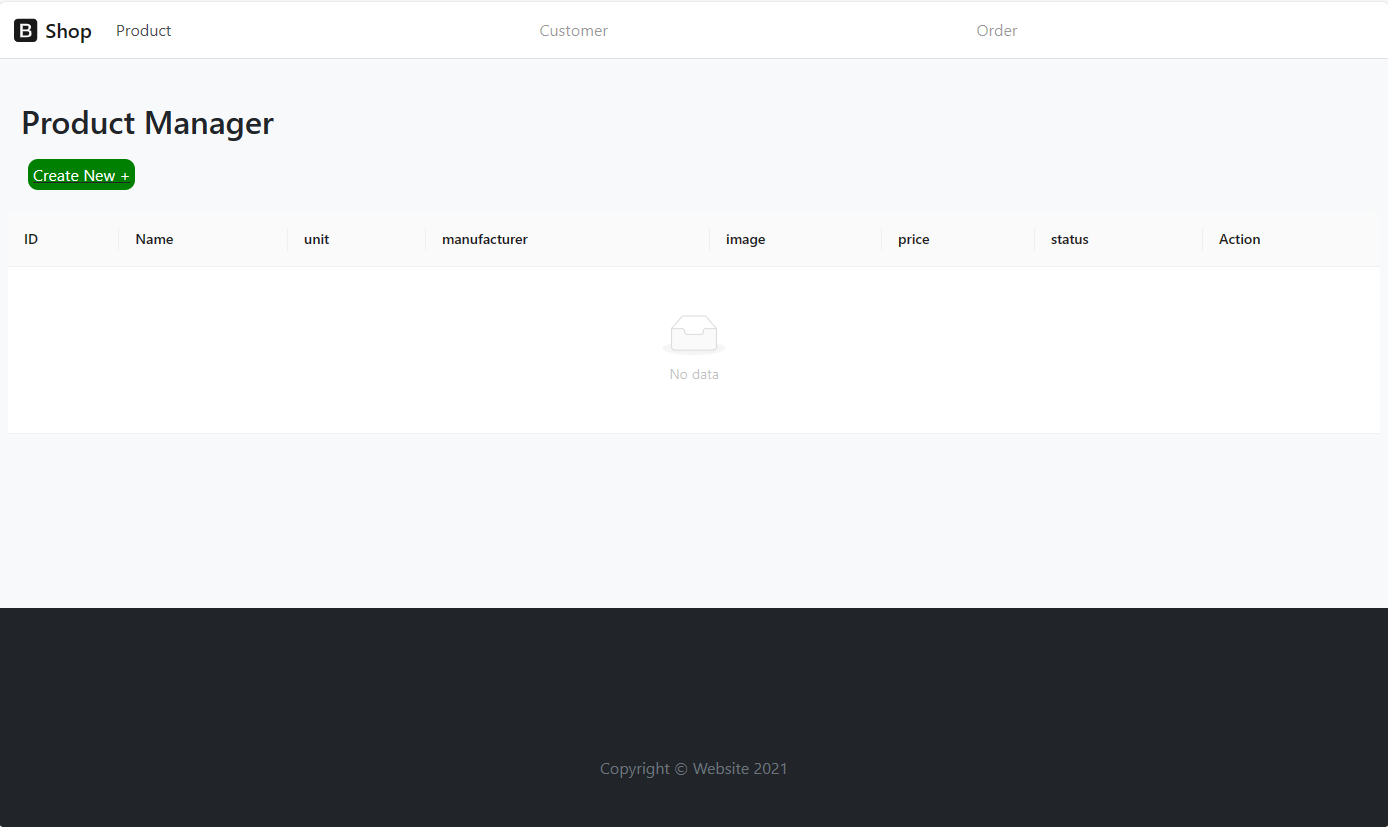 B Shop Product Customer Order
Product Manager
Create New +
ID Name unit manufacturer image price status Action
No data
Copyright © Website 2021